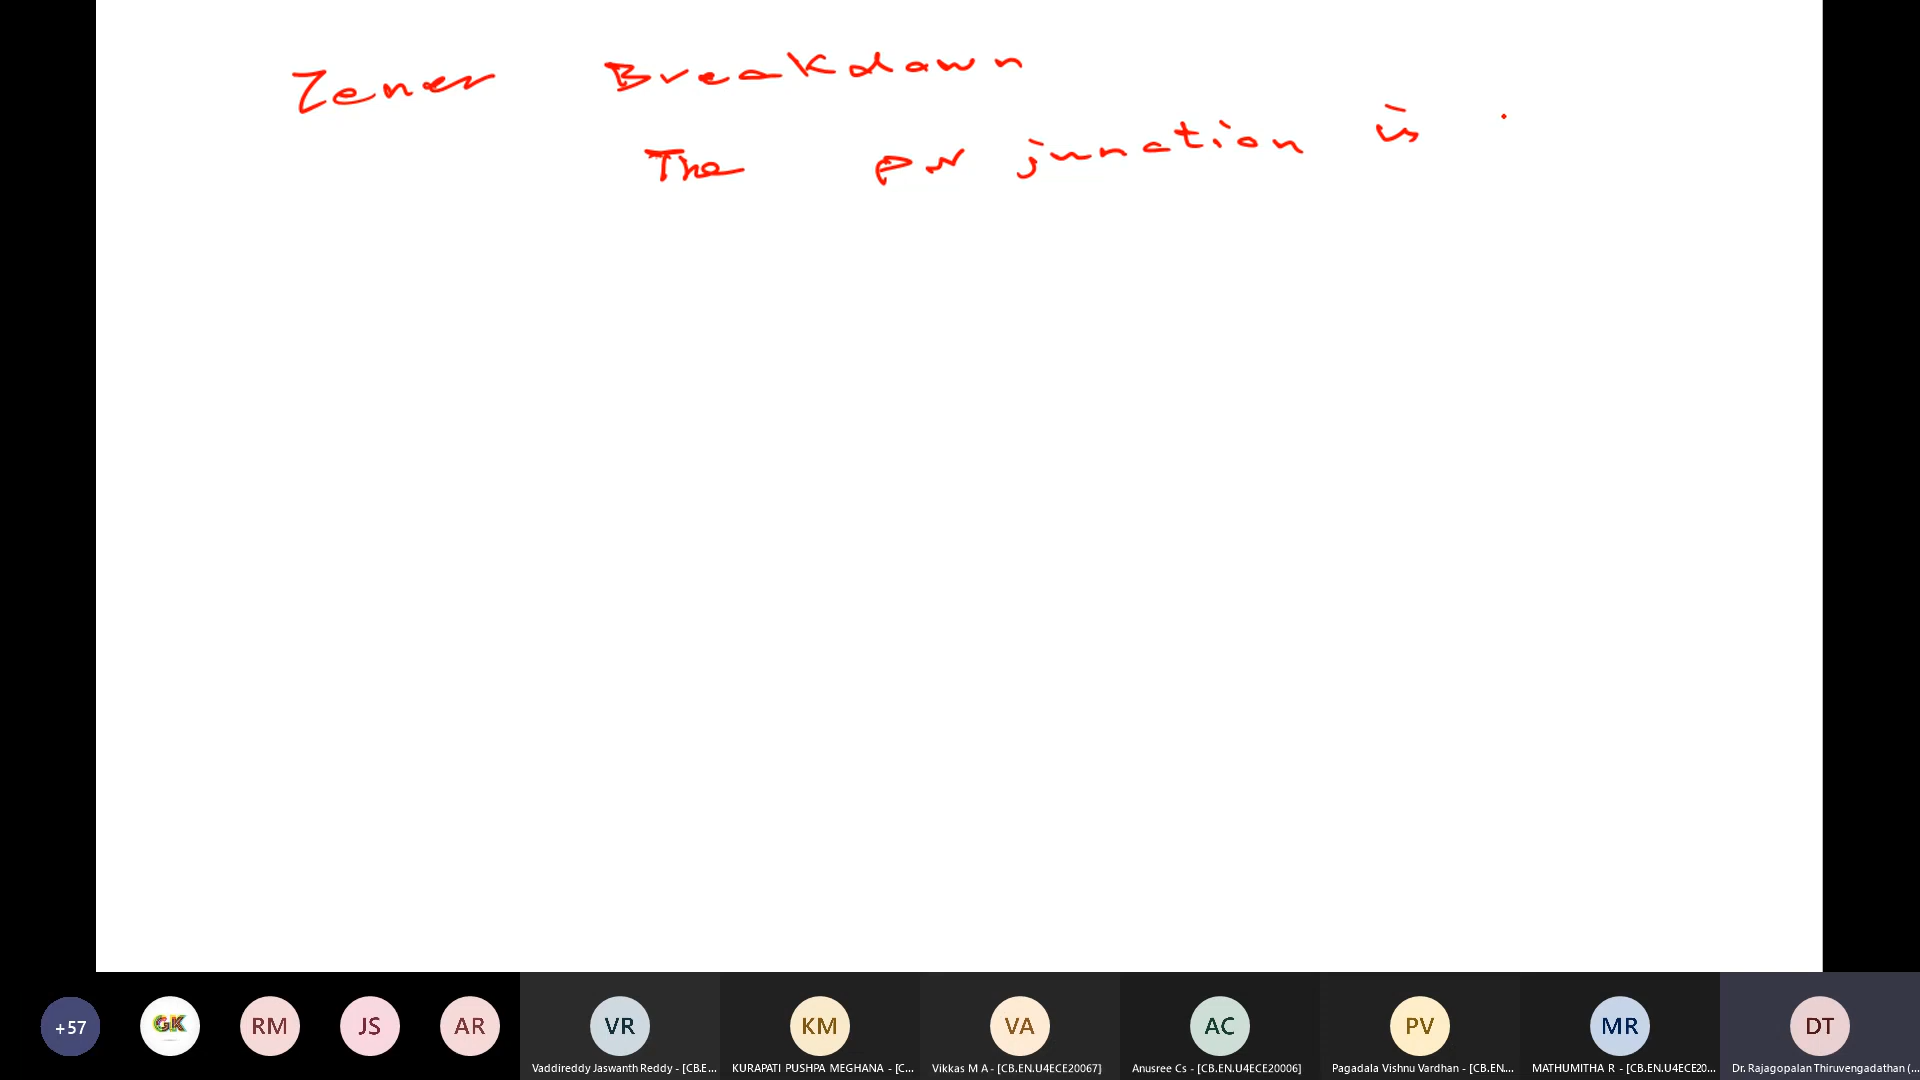 Zener Breakdown
The PN junction is
+57 GK RM JS AR VR KM VA AC PV MR DT
Vaddireddy Jaswanth Reddy - [CB.E... KURAPATI PUSHPA MEGHANA - [C... Vikkas M A - [CB.EN.U4ECE20067] Anusree Cs - [CB.EN.U4ECE20006] Pagadala Vishnu Vardhan - [CB.EN.... MATHUMITHA R - [CB.EN.U4ECE20... Dr. Rajagopalan Thiruvengadathan (...